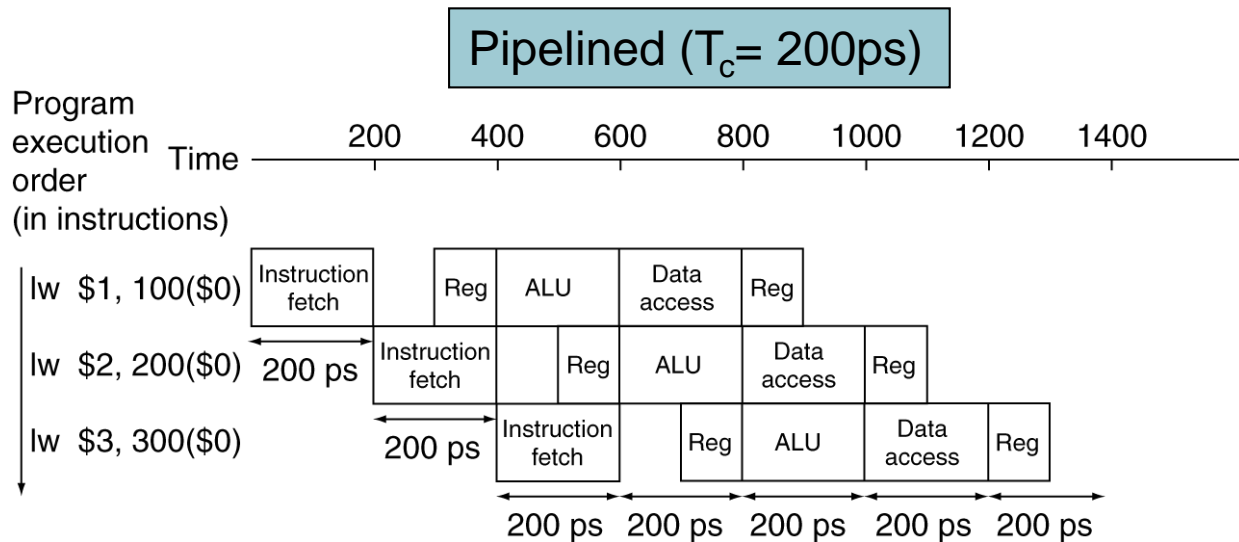 Pipelined (Tc= 200ps)
Program
execution
order
(in instructions)
Time
200 400 600 800 1000 1200 1400
lw $1, 100($0)
Instruction
fetch
Reg
ALU
Data
access
Reg
200 ps
lw $2, 200($0)
Instruction
fetch
Reg
ALU
Data
access
Reg
200 ps
lw $3, 300($0)
Instruction
fetch
Reg
ALU
Data
access
Reg
200 ps 200 ps 200 ps 200 ps 200 ps